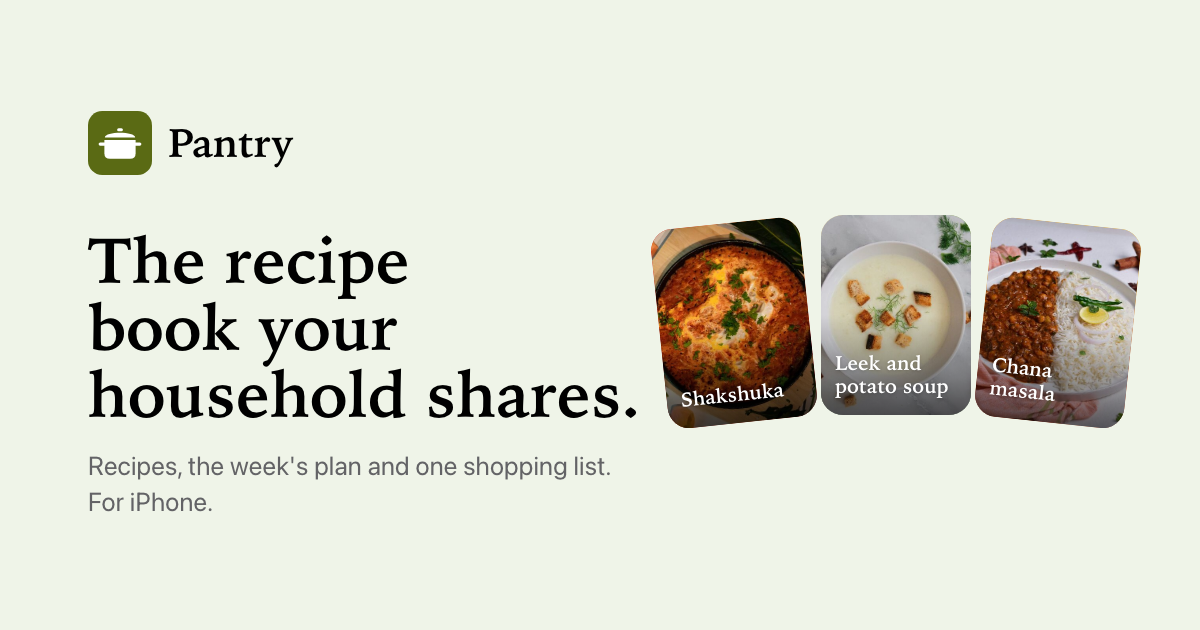 Pantry
The recipe
book your
household shares.
Recipes, the week's plan and one shopping list.
For iPhone.
Shakshuka
Leek and
potato soup
Chana
masala